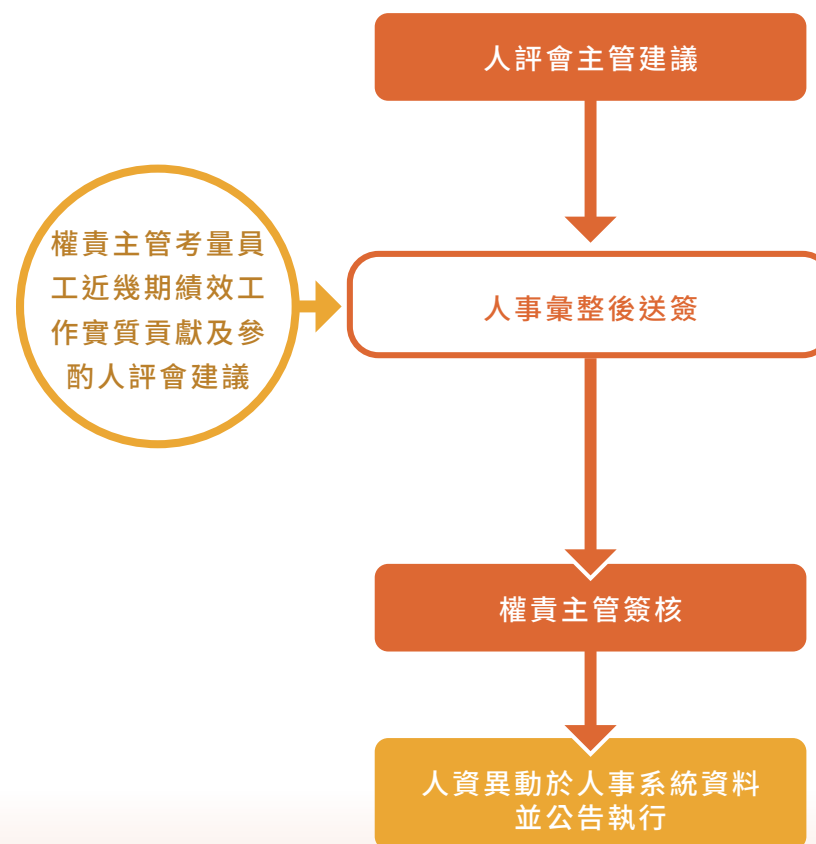 人評會主管建議
權責主管考量員
工近幾期績效工
作實質貢獻及參
酌人評會建議
人事彙整後送簽
權責主管簽核
人資異動於人事系統資料
並公告執行